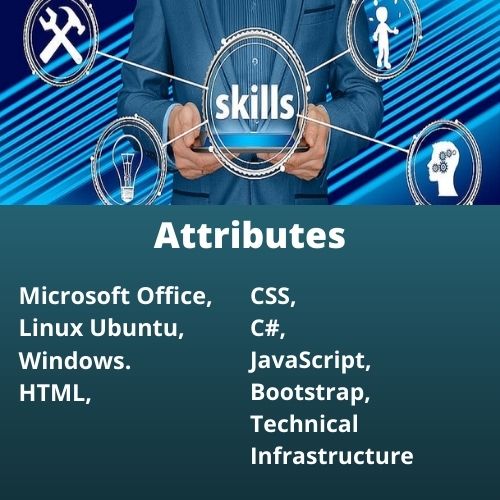 skills
Attributes
Microsoft Office,
Linux Ubuntu,
Windows.
HTML,
CSS,
C#,
JavaScript,
Bootstrap,
Technical
Infrastructure